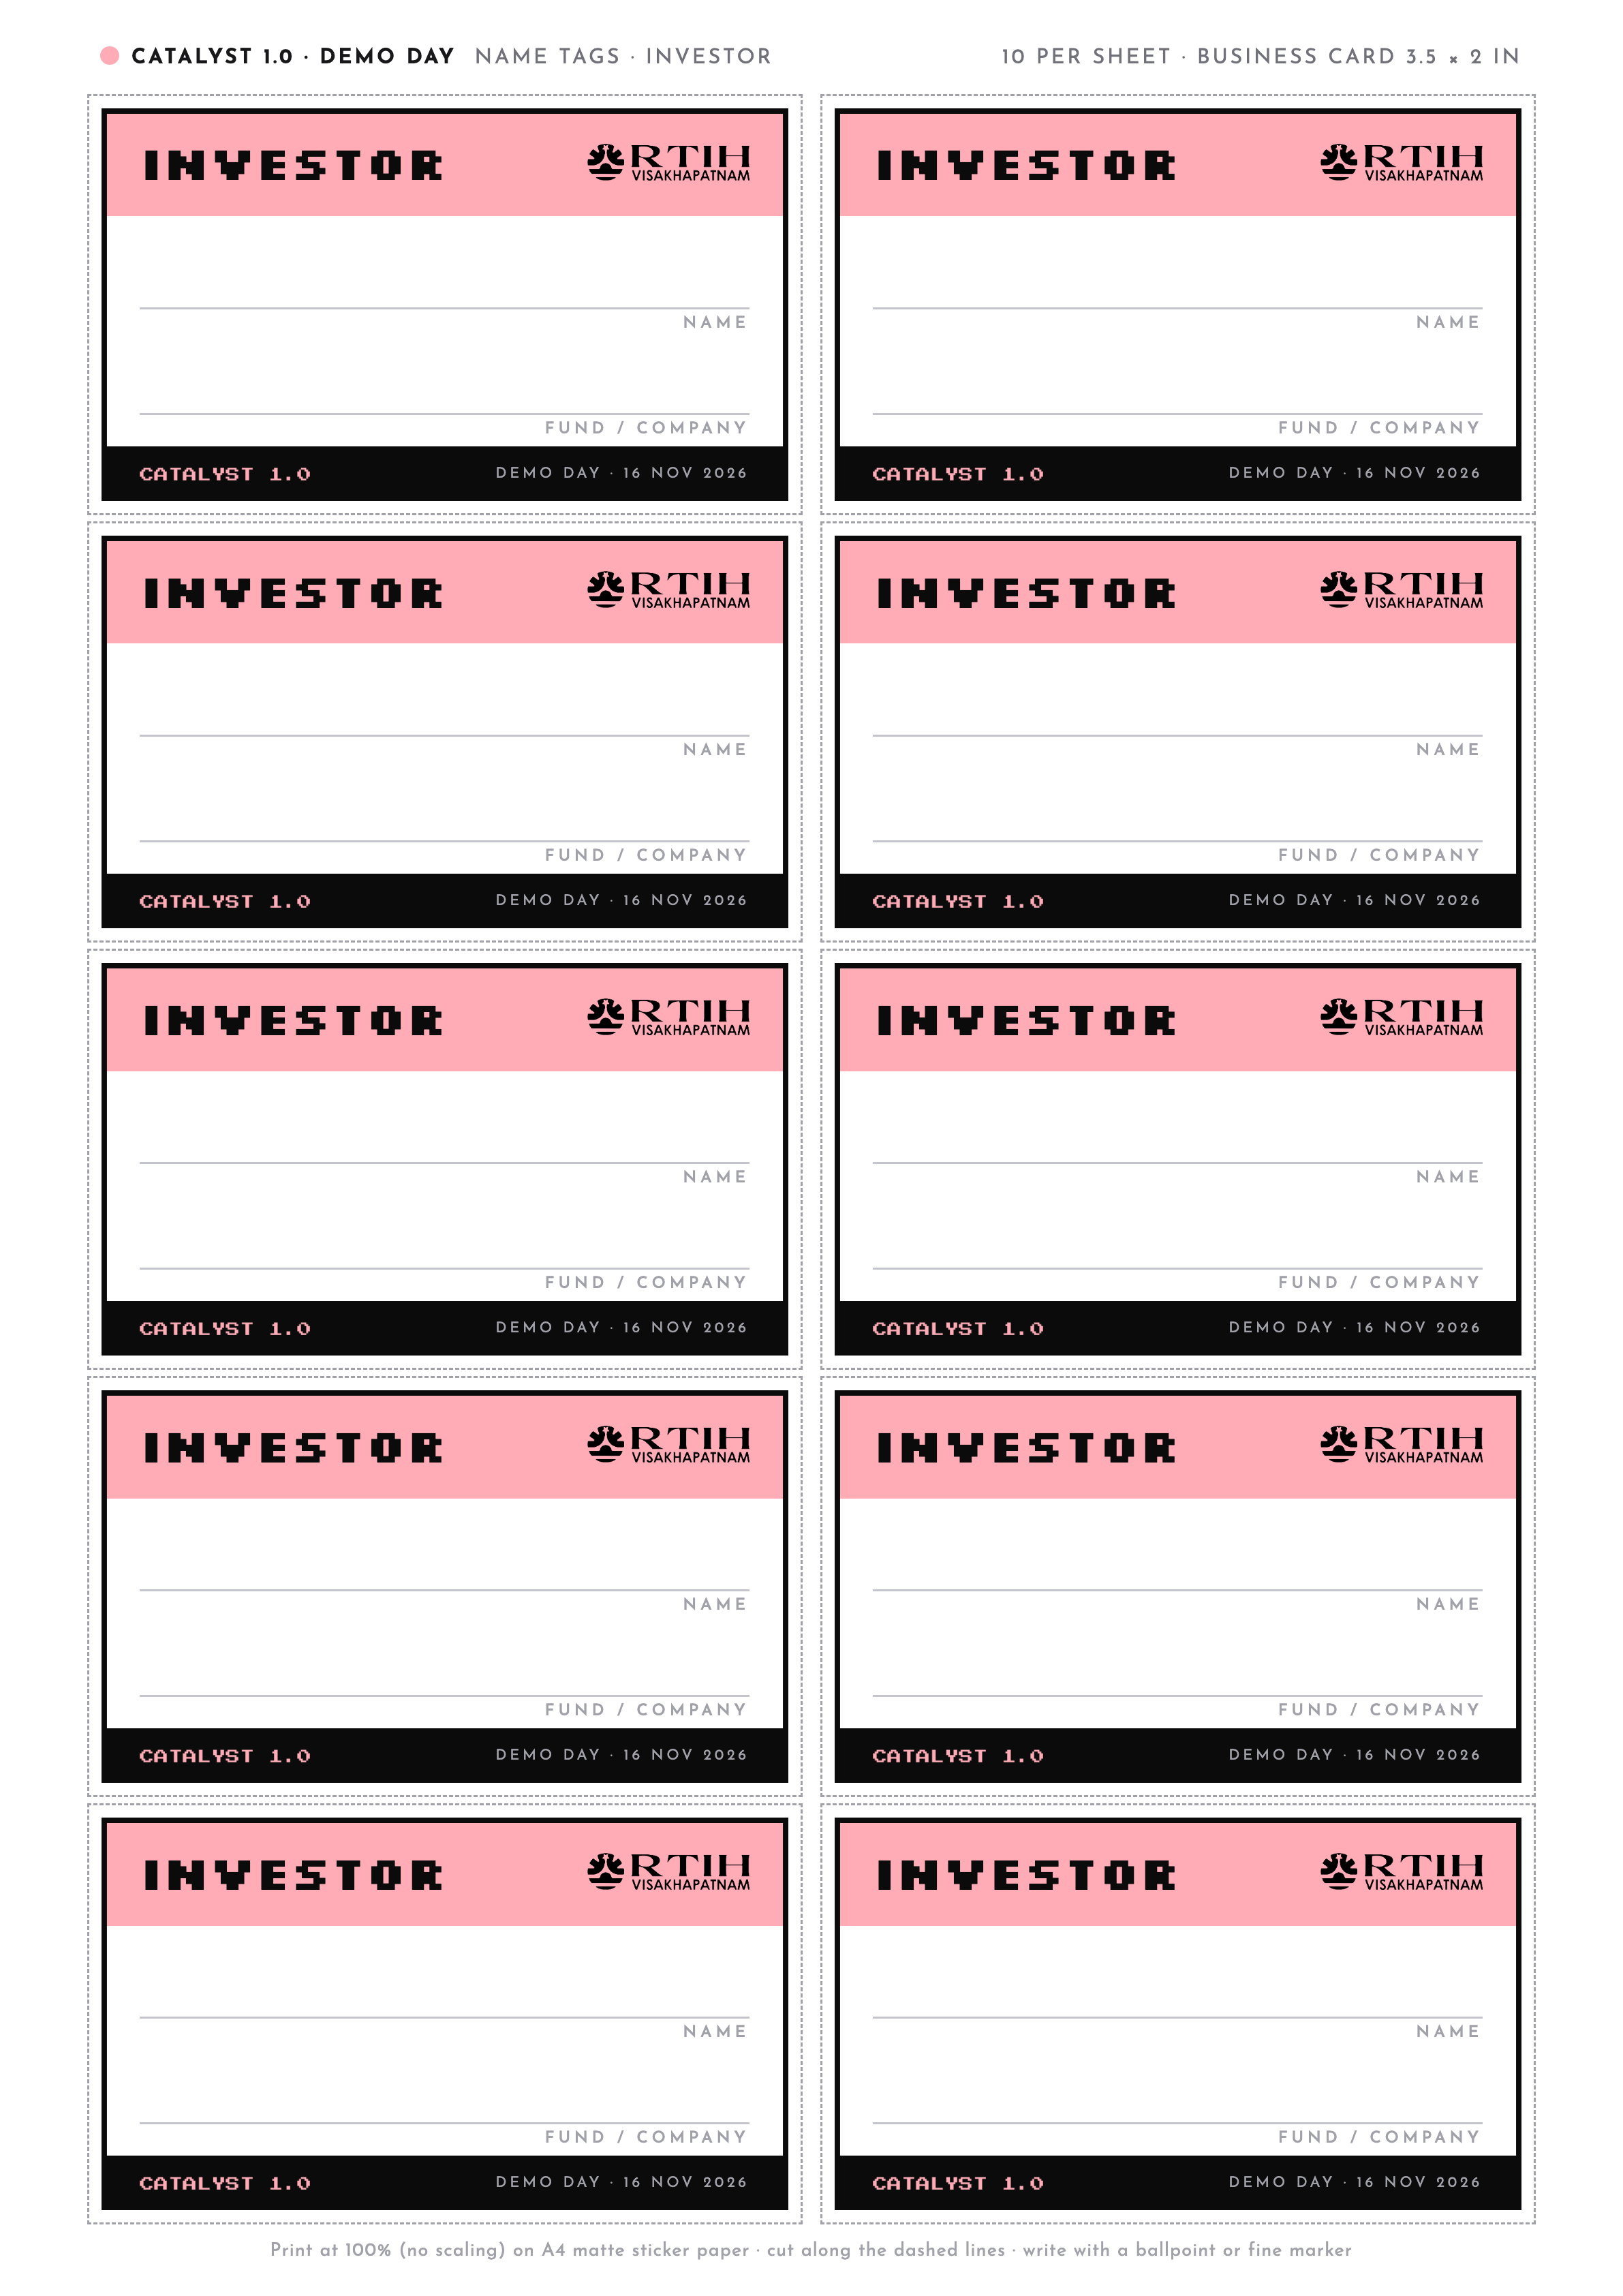 CATALYST 1.0 · DEMO DAY NAME TAGS · INVESTOR 10 PER SHEET · BUSINESS CARD 3.5 × 2 IN
INVESTOR RTIH VISAKHAPATNAM
NAME
FUND / COMPANY
CATALYST 1.0 DEMO DAY · 16 NOV 2026
INVESTOR RTIH VISAKHAPATNAM
NAME
FUND / COMPANY
CATALYST 1.0 DEMO DAY · 16 NOV 2026
INVESTOR RTIH VISAKHAPATNAM
NAME
FUND / COMPANY
CATALYST 1.0 DEMO DAY · 16 NOV 2026
INVESTOR RTIH VISAKHAPATNAM
NAME
FUND / COMPANY
CATALYST 1.0 DEMO DAY · 16 NOV 2026
INVESTOR RTIH VISAKHAPATNAM
NAME
FUND / COMPANY
CATALYST 1.0 DEMO DAY · 16 NOV 2026
INVESTOR RTIH VISAKHAPATNAM
NAME
FUND / COMPANY
CATALYST 1.0 DEMO DAY · 16 NOV 2026
INVESTOR RTIH VISAKHAPATNAM
NAME
FUND / COMPANY
CATALYST 1.0 DEMO DAY · 16 NOV 2026
INVESTOR RTIH VISAKHAPATNAM
NAME
FUND / COMPANY
CATALYST 1.0 DEMO DAY · 16 NOV 2026
INVESTOR RTIH VISAKHAPATNAM
NAME
FUND / COMPANY
CATALYST 1.0 DEMO DAY · 16 NOV 2026
INVESTOR RTIH VISAKHAPATNAM
NAME
FUND / COMPANY
CATALYST 1.0 DEMO DAY · 16 NOV 2026
Print at 100% (no scaling) on A4 matte sticker paper · cut along the dashed lines · write with a ballpoint or fine marker